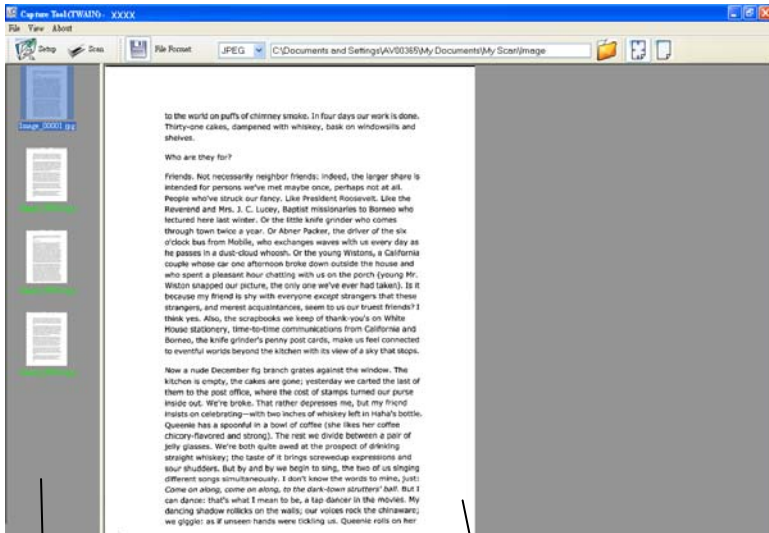 Capture Tool (TWAIN) - XXXX
File View About
Setup Scan File Format JPEG C:\Documents and Settings\AV00365\My Documents\My Scan\Image
Image_00001.jpg
to the world on puffs of chimney smoke. In four days our work is done.
Thirty-one cakes, dampened with whiskey, bask on windowsills and
shelves.
Who are they for?
Friends. Not necessarily neighbor friends: indeed, the larger share is
intended for persons we've met maybe once, perhaps not at all.
People who've struck our fancy. Like President Roosevelt. Like the
Reverend and Mrs. J. C. Lucey, Baptist missionaries to Borneo who
lectured here last winter. Or the little knife grinder who comes
through town twice a year. Or Abner Packer, the driver of the six
o'clock bus from Mobile, who exchanges waves with us every day as
he passes in a dust-cloud whoosh. Or the young Wistons, a California
couple whose car one afternoon broke down outside the house and
who spent a pleasant hour chatting with us on the porch (young Mr.
Wiston snapped our picture, the only one we've ever had taken). Is it
because my friend is shy with everyone except strangers that these
strangers, and merest acquaintances, seem to us our truest friends? I
think yes. Also, the scrapbooks we keep of thank-you's on White
House stationery, time-to-time communications from California and
Borneo, the knife grinder's penny post cards, make us feel connected
to eventful worlds beyond the kitchen with its view of a sky that stops.
Now a nude December fig branch grates against the window. The
kitchen is empty, the cakes are gone; yesterday we carted the last of
them to the post office, where the cost of stamps turned our purse
inside out. We're broke. That rather depresses me, but my friend
insists on celebrating—with two inches of whiskey left in Haha's bottle.
Queenie has a spoonful in a bowl of coffee (she likes her coffee
chicory-flavored and strong). The rest we divide between a pair of
jelly glasses. We're both quite awed at the prospect of drinking
straight whiskey; the taste of it brings screwedup expressions and
sour shudders. But by and by we begin to sing, the two of us singing
different songs simultaneously. I don't know the words to mine, just:
Come on along, come on along, to the dark-town strutters' ball. But I
can dance: that's what I mean to be, a tap dancer in the movies. My
dancing shadow rollicks on the walls; our voices rock the chinaware;
we giggle: as if unseen hands were tickling us. Queenie rolls on her